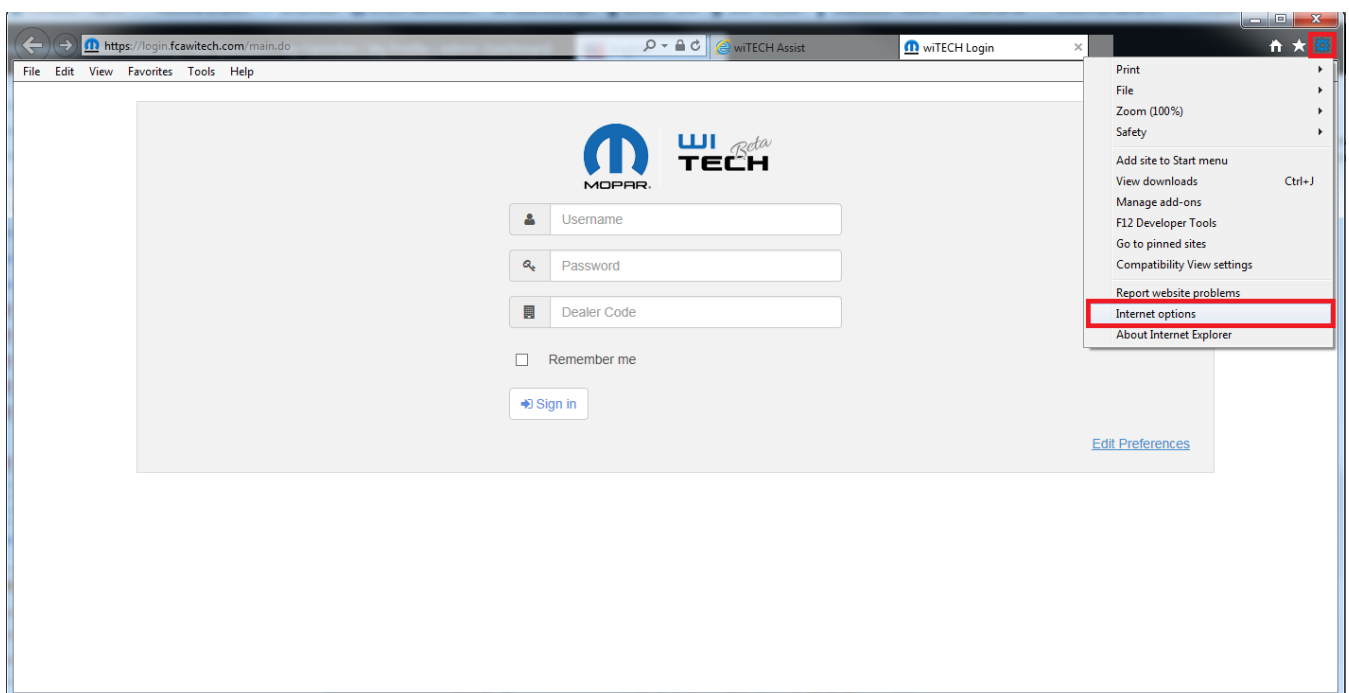 https://login.fcawitech.com/main.do
wiTECH Assist
wiTECH Login
File Edit View Favorites Tools Help
Print
File
Zoom (100%)
Safety
Add site to Start menu
View downloads Ctrl+J
Manage add-ons
F12 Developer Tools
Go to pinned sites
Compatibility View settings
Report website problems
Internet options
About Internet Explorer
MOPAR.
WI Beta
TECH
Username
Password
Dealer Code
Remember me
Sign in
Edit Preferences